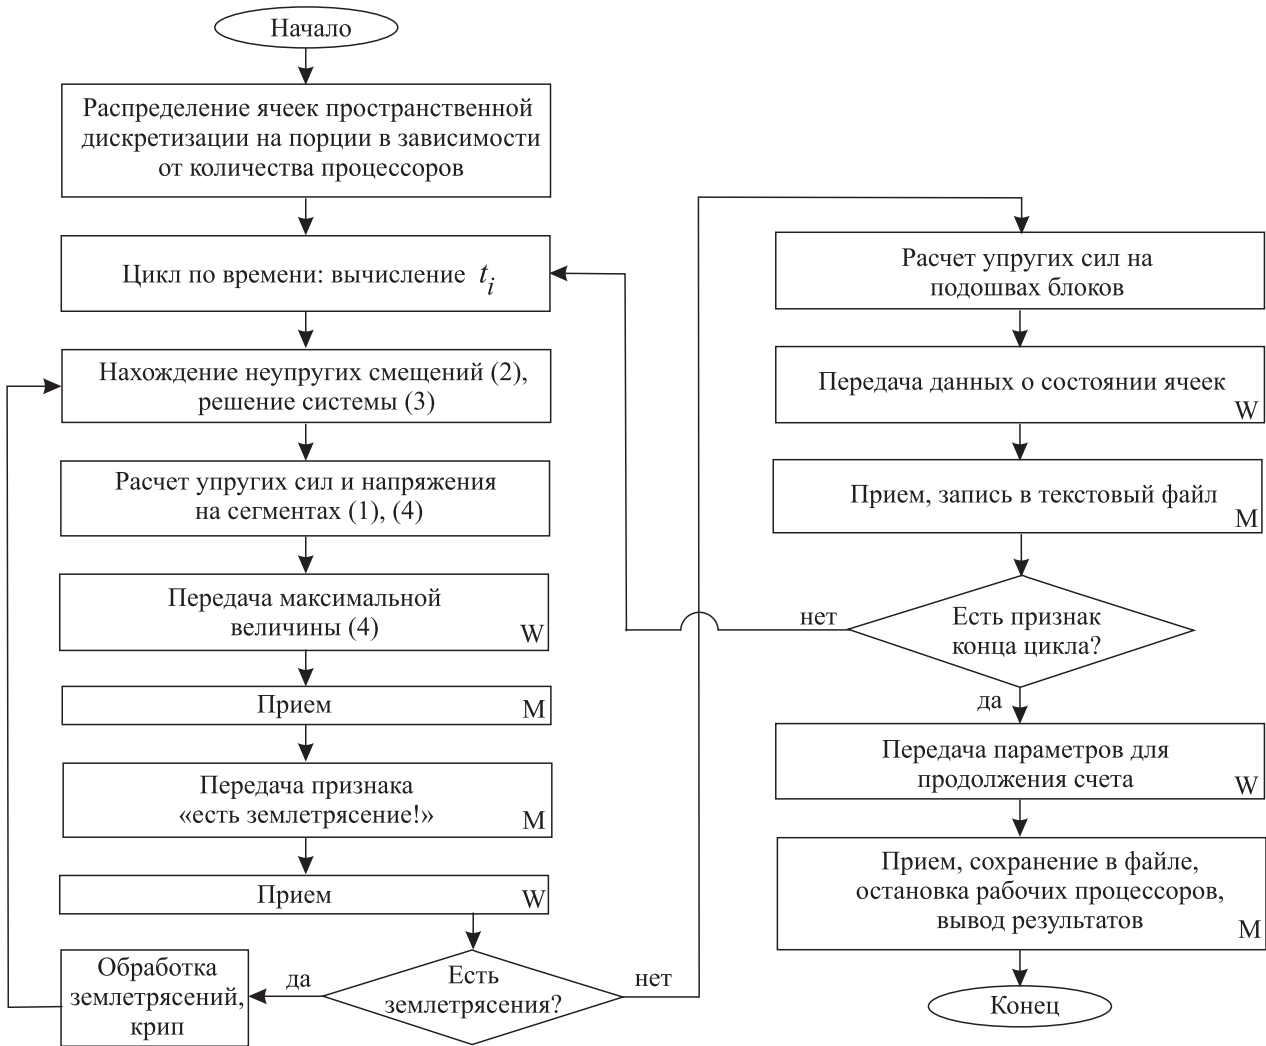 Начало
Распределение ячеек пространственной
дискретизации на порции в зависимости
от количества процессоров
Цикл по времени: вычисление t_i
Нахождение неупругих смещений (2),
решение системы (3)
Расчет упругих сил и напряжения
на сегментах (1), (4)
Передача максимальной
величины (4)
W
Прием
M
Передача признака
«есть землетрясение!»
M
Прием
W
Есть
землетрясения?
да
нет
Обработка
землетрясений,
крип
Расчет упругих сил на
подошвах блоков
Передача данных о состоянии ячеек
W
Прием, запись в текстовый файл
M
Есть признак
конца цикла?
нет
да
Передача параметров для
продолжения счета
W
Прием, сохранение в файле,
остановка рабочих процессоров,
вывод результатов
M
Конец